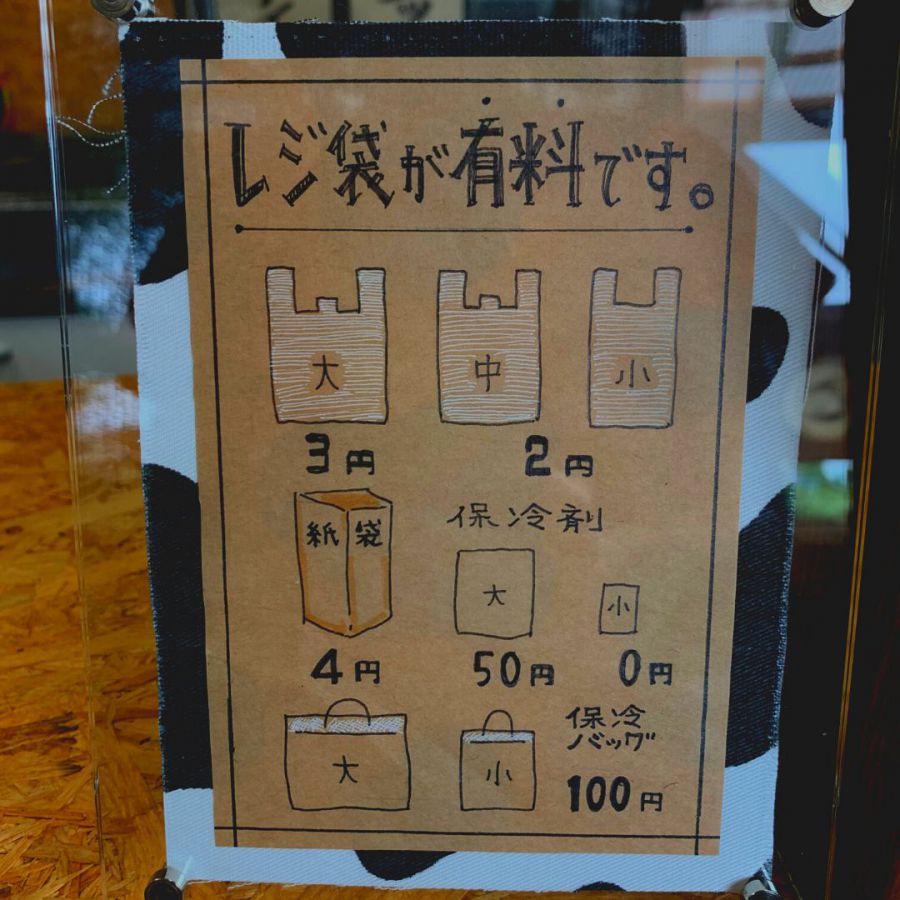 レジ袋が有料です。
大 中 小
3円 2円
紙袋 保冷剤
大 小
4円 50円 0円
大 小 保冷
バッグ
100円